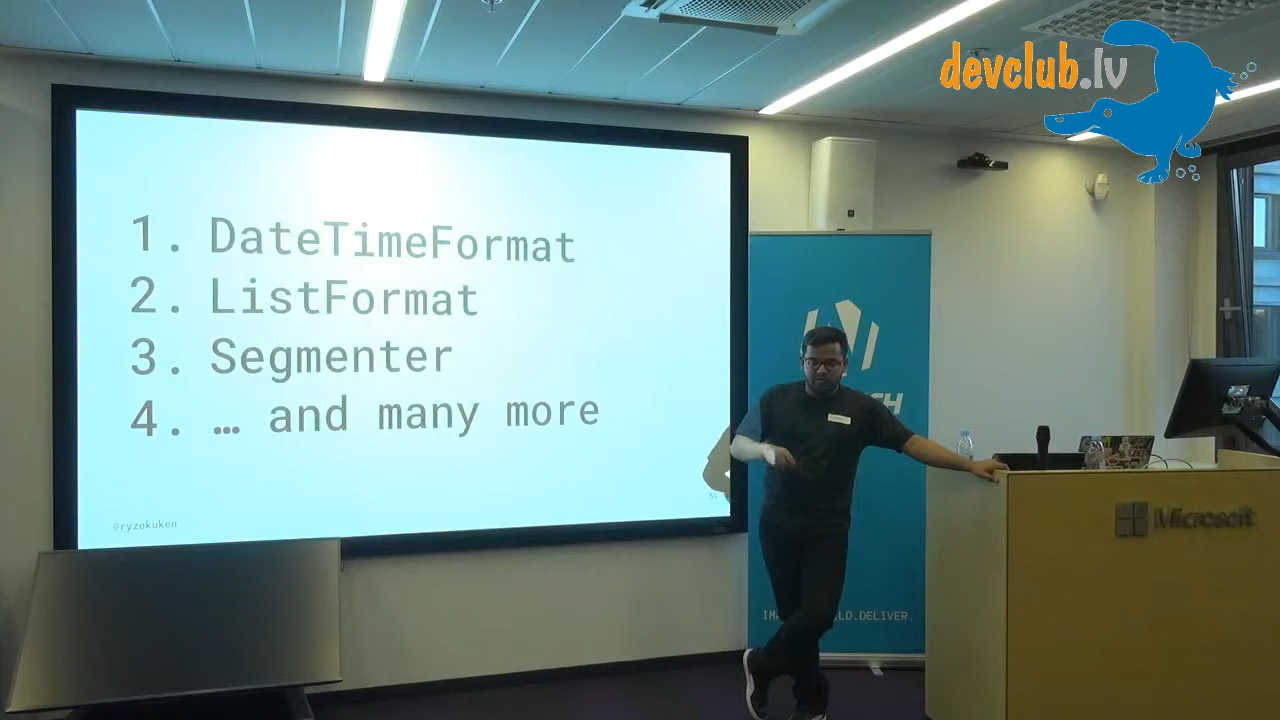 devclub.lv
1. DateTimeFormat
2. ListFormat
3. Segmenter
4. … and many more
@ryzokuken
Microsoft